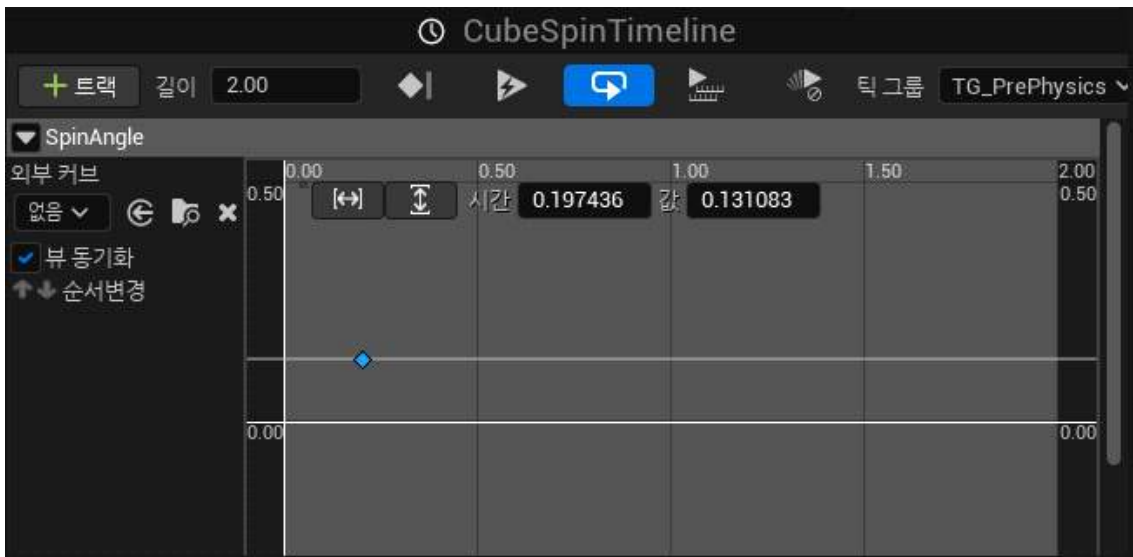 CubeSpinTimeline
트랙 길이 2.00 틱 그룹 TG_PrePhysics
SpinAngle
외부 커브
없음
뷰 동기화
순서변경
0.00 0.50 1.00 1.50 2.00
0.50 시간 0.197436 값 0.131083 0.50
0.00 0.00